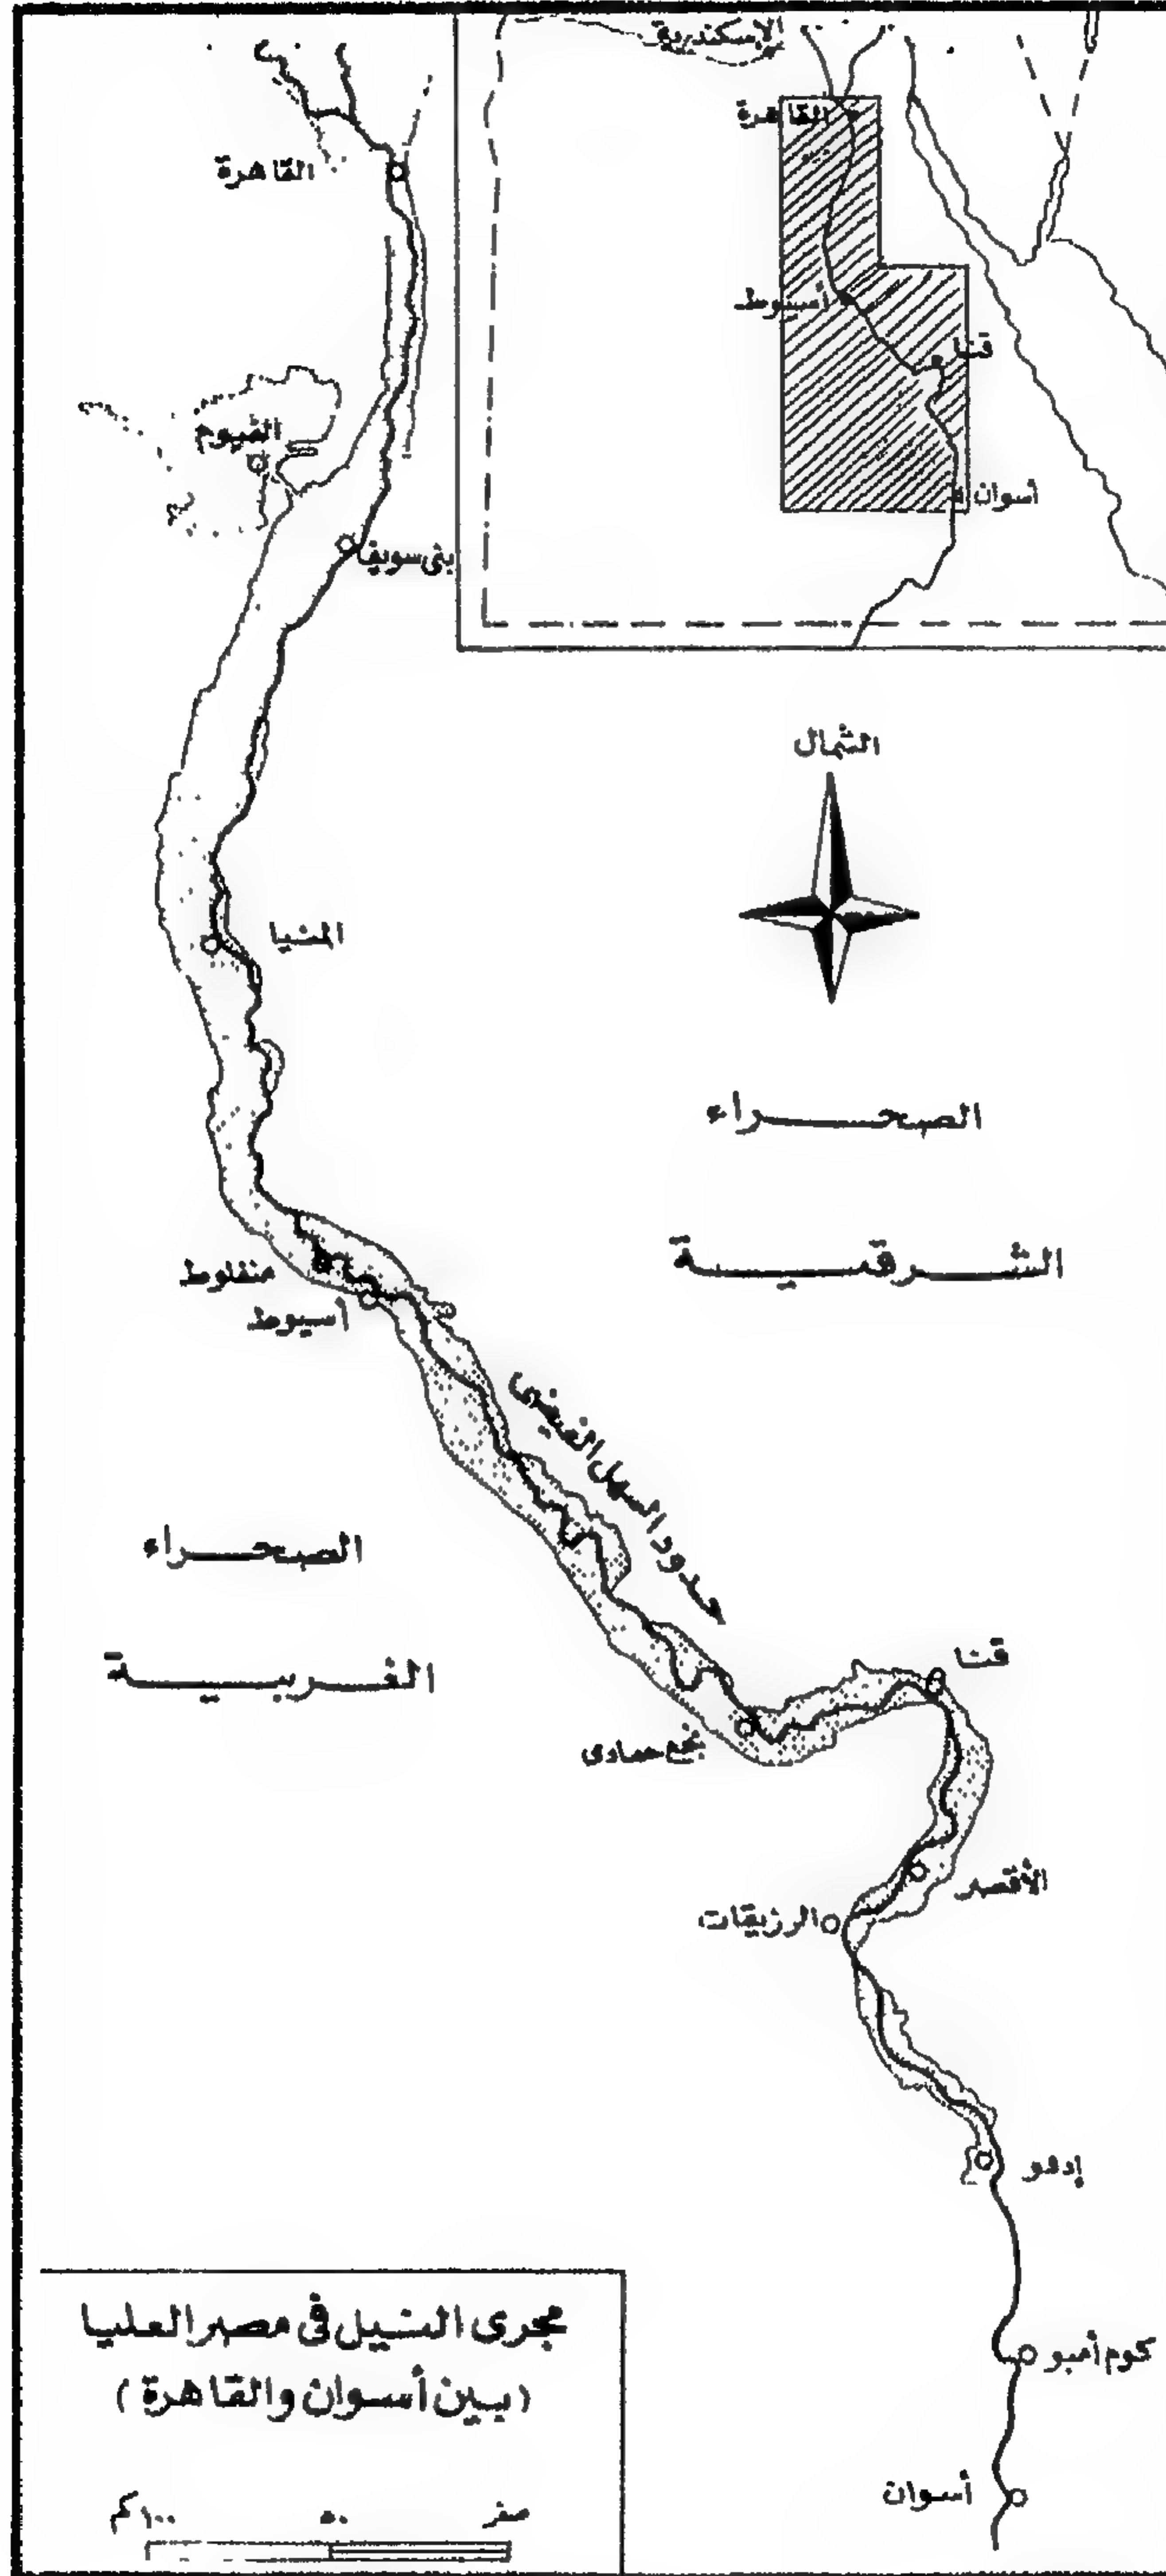 الإسكندرية
القاهرة
أسيوط
قنا
أسوان
القاهرة
الفيوم
بنى سويف
الشمال
المنيا
الصحراء
الشرقية
منفلوط
أسيوط
حدود السهل الفيضى
الصحراء
الغربية
قنا
نجع حمادى
الأقصر
الرزيقات
إدفو
كوم أمبو
أسوان
مجرى النيل فى مصر العليا
(بين أسوان والقاهرة)
صفر ٥٠ ١٠٠ كم